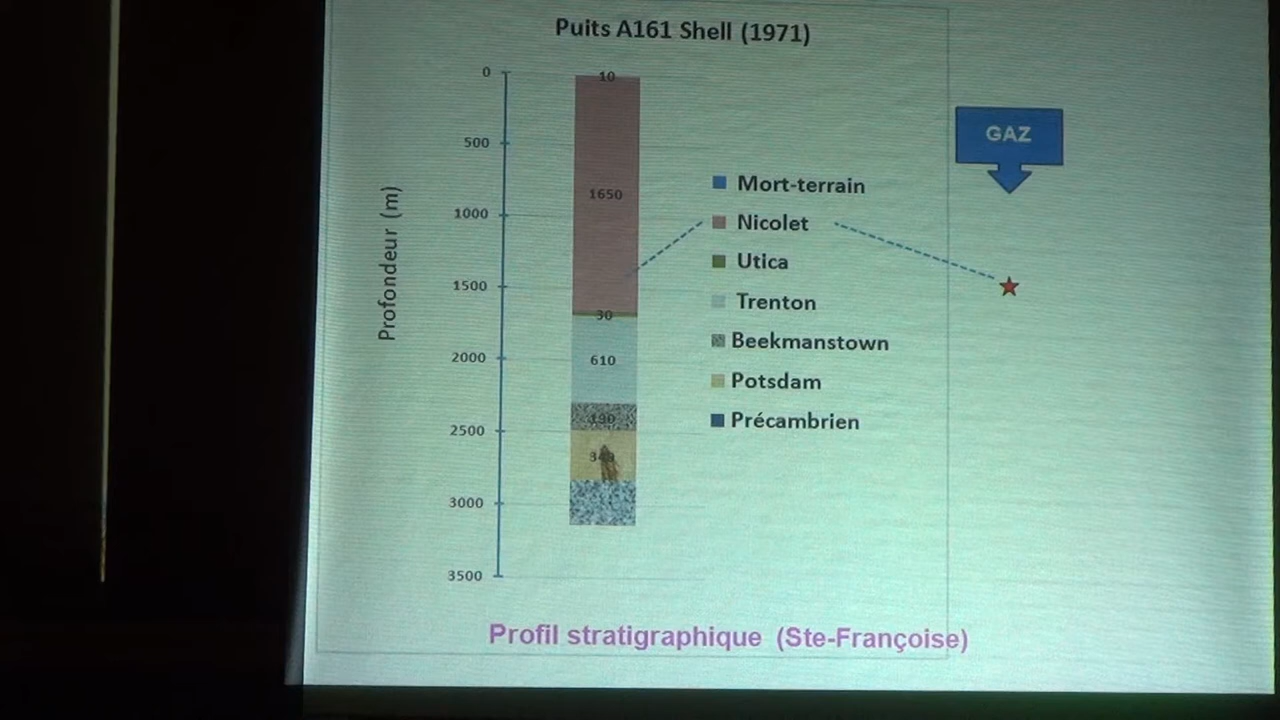 Puits A161 Shell (1971)
Profondeur (m)
0
500
1000
1500
2000
2500
3000
3500
10
1650
30
610
190
Mort-terrain
Nicolet
Utica
Trenton
Beekmanstown
Potsdam
Précambrien
GAZ
Profil stratigraphique (Ste-Françoise)